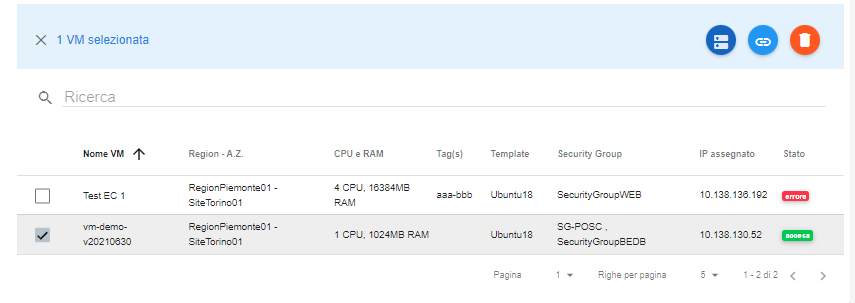 1 VM selezionata
Ricerca
Nome VM Region - A.Z. CPU e RAM Tag(s) Template Security Group IP assegnato Stato
Test EC 1 RegionPiemonte01 - SiteTorino01 4 CPU, 16384MB RAM aaa-bbb Ubuntu18 SecurityGroupWEB 10.138.136.192 errore
vm-demo-v20210630 RegionPiemonte01 - SiteTorino01 1 CPU, 1024MB RAM Ubuntu18 SG-POSC , SecurityGroupBEDB 10.138.130.52 accesa
Pagina 1 Righe per pagina 5 1 - 2 di 2